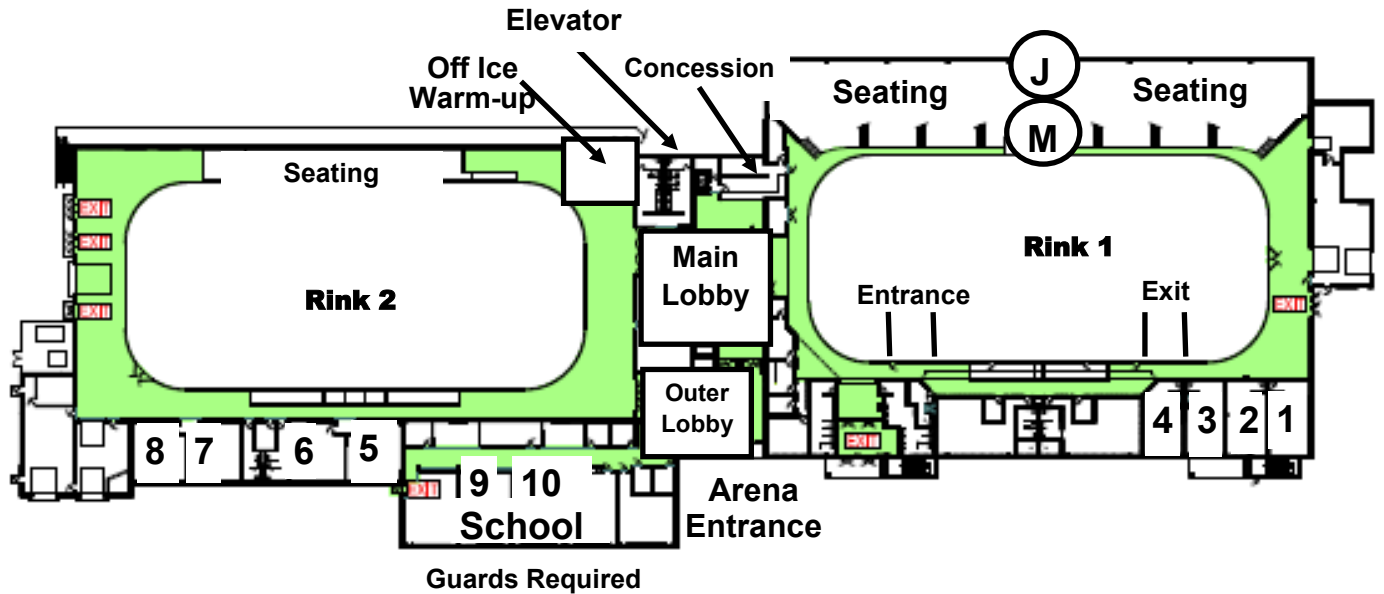 Elevator
Off Ice
Warm-up
Concession
J
Seating
Seating
M
Seating
EXIT
EXIT
EXIT
Rink 2
Main
Lobby
Rink 1
Entrance
Exit
EXIT
Outer
Lobby
8
7
6
5
4
3
2
1
EXIT
9
10
EXIT
School
Arena
Entrance
Guards Required